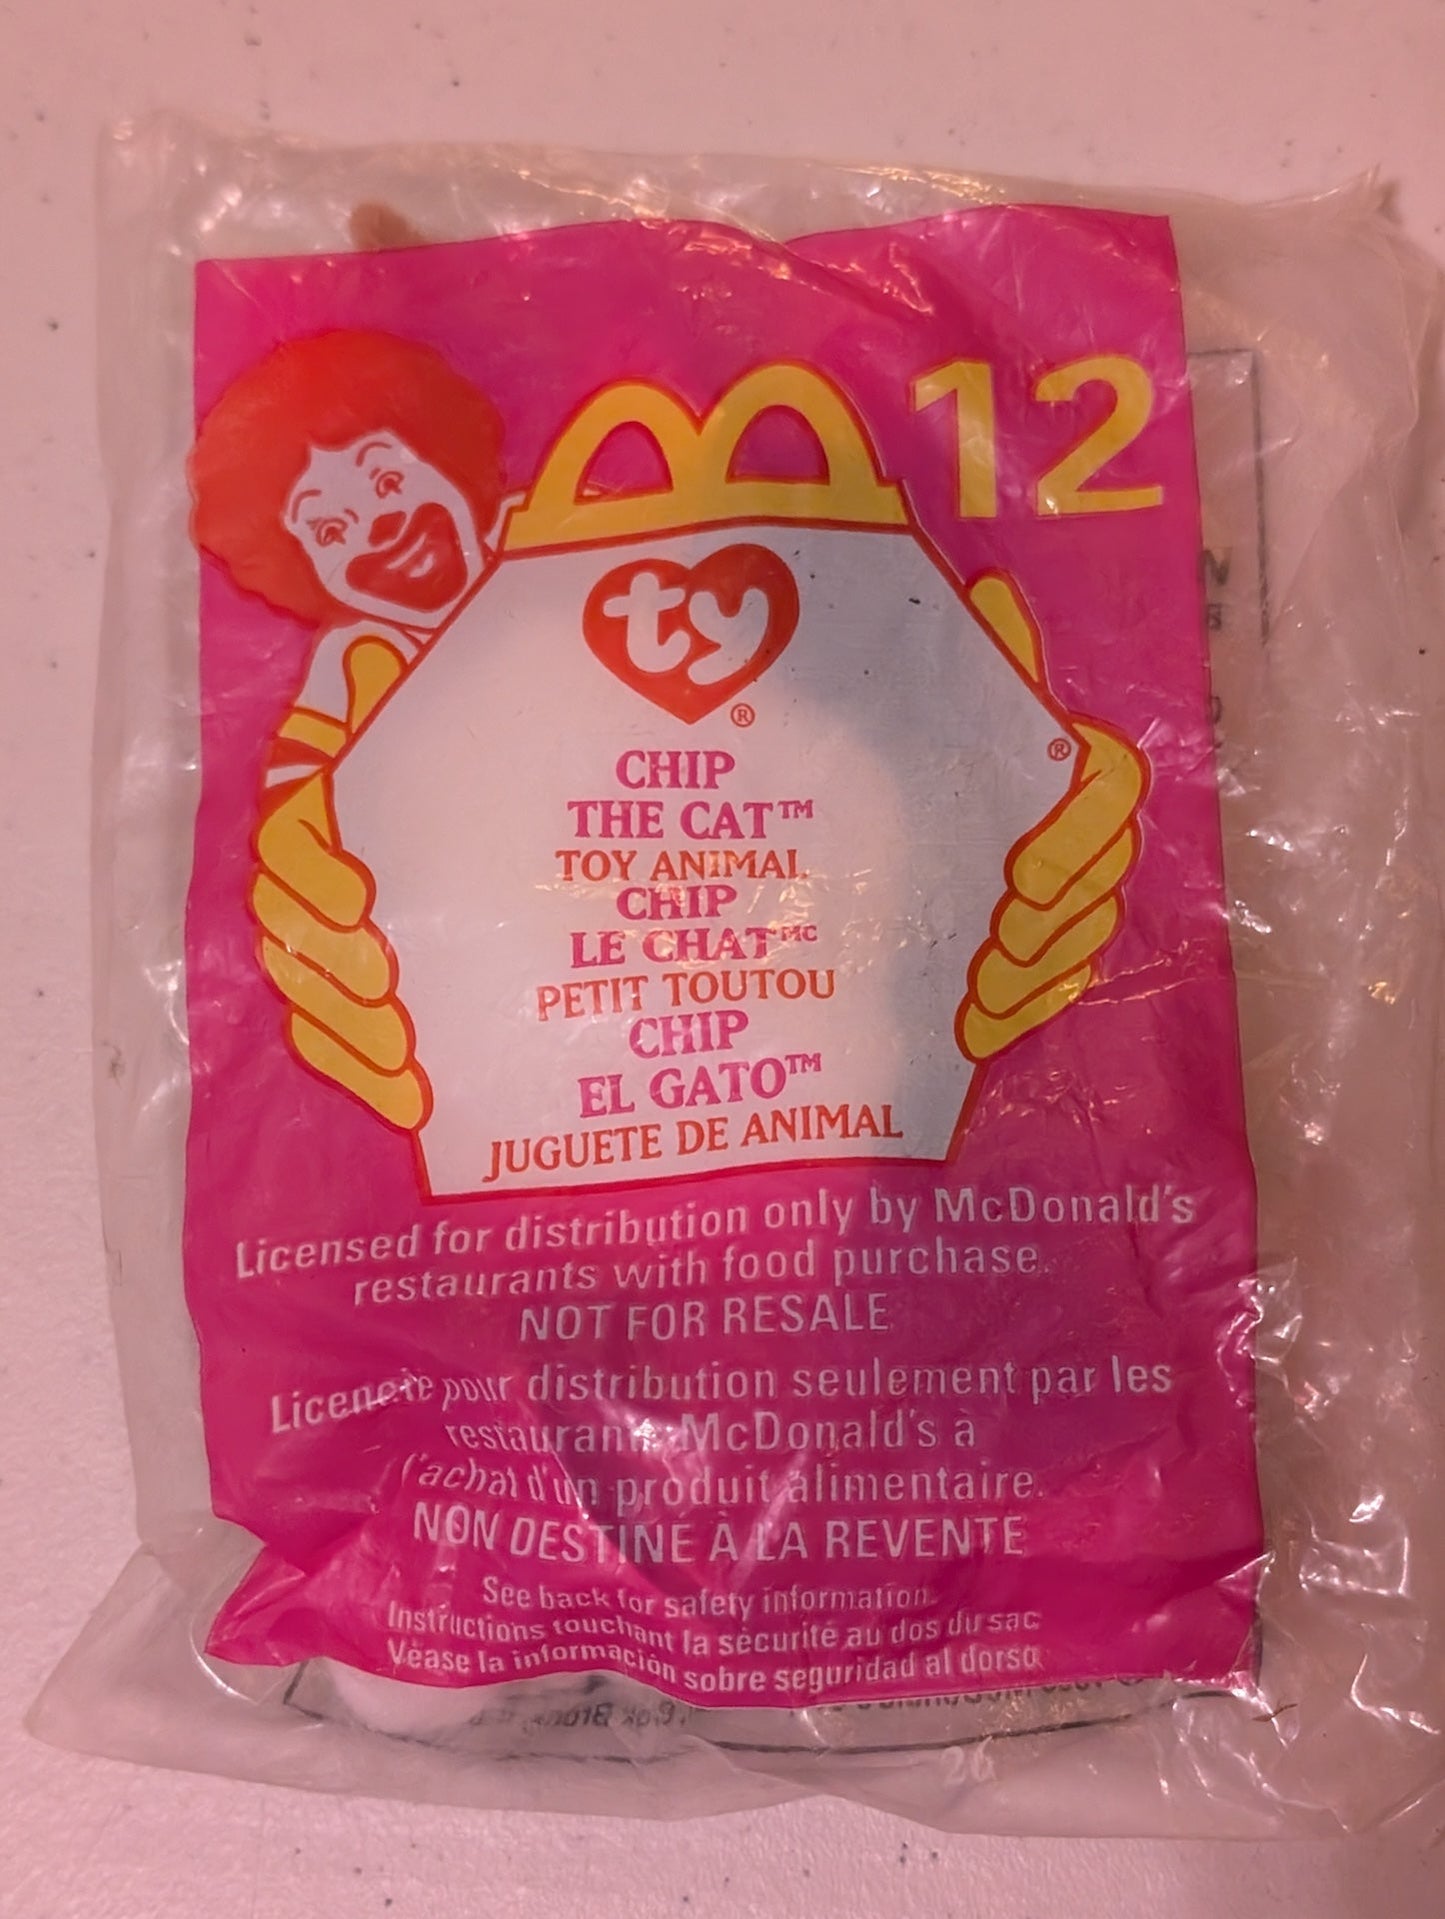 12
ty®
®
CHIP
THE CAT™
TOY ANIMAL
CHIP
LE CHAT MC
PETIT TOUTOU
CHIP
EL GATO™
JUGUETE DE ANIMAL
Licensed for distribution only by McDonald's
restaurants with food purchase.
NOT FOR RESALE
pour distribution seulement par les
McDonald's à
l'achat d'un produit alimentaire.
NON DESTINE À LA REVENTE
See back for safety information.
Instructions touchant la sécurité au dos du sac
Véase la información sobre seguridad al dorso